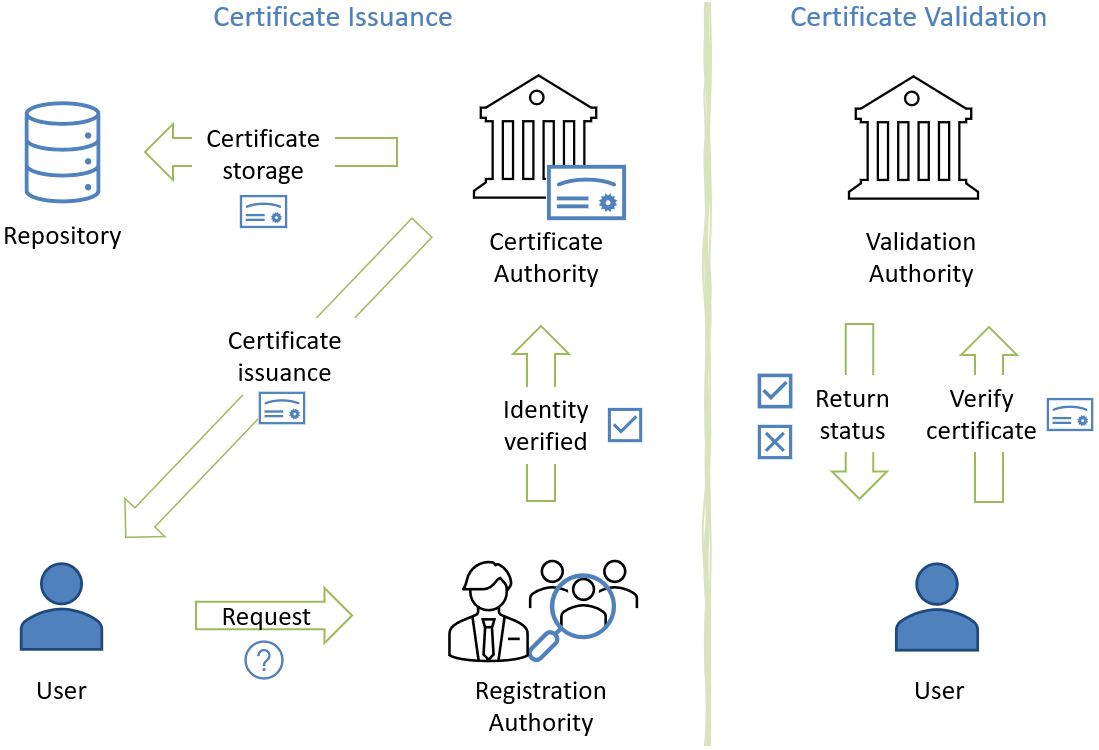 Certificate Issuance
Certificate
storage
Repository
Certificate
Authority
Certificate
issuance
Identity
verified
Request
?
User
Registration
Authority
Certificate Validation
Validation
Authority
Return
status
Verify
certificate
User